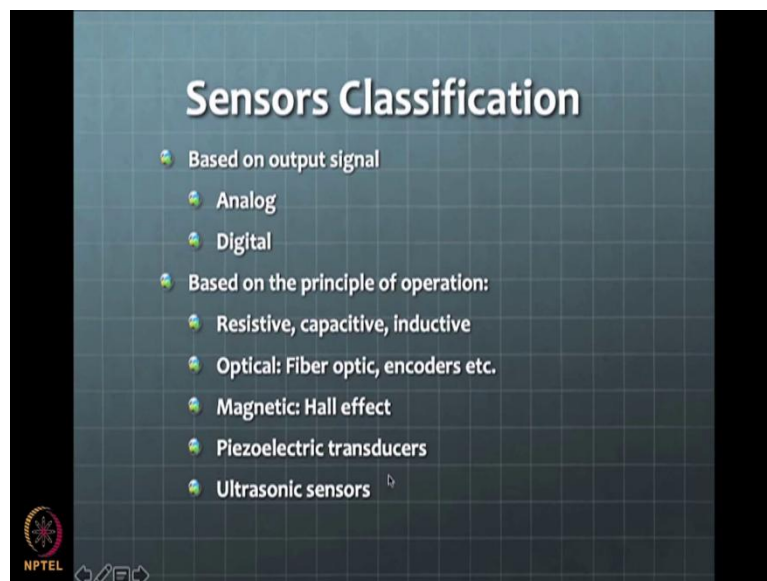 Sensors Classification
Based on output signal
Analog
Digital
Based on the principle of operation:
Resistive, capacitive, inductive
Optical: Fiber optic, encoders etc.
Magnetic: Hall effect
Piezoelectric transducers
Ultrasonic sensors
NPTEL